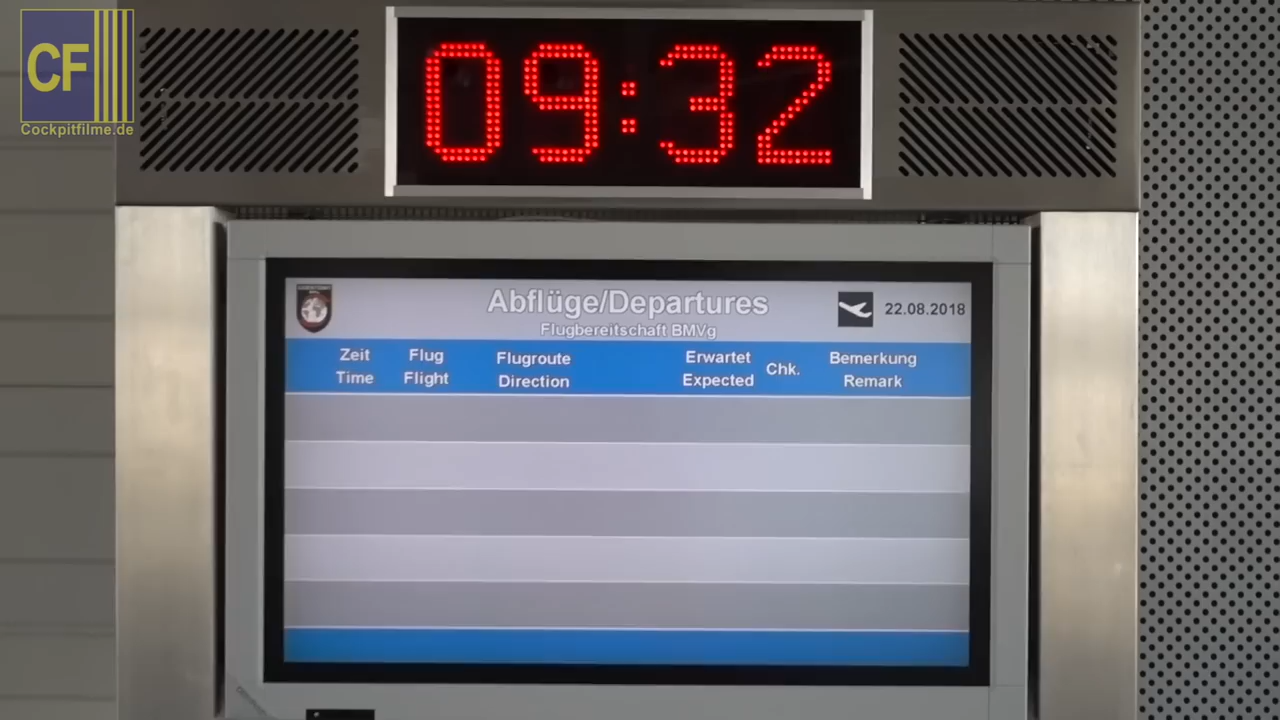 CF
Cockpitfilme.de
09:32
Abflüge/Departures
22.08.2018
Flugbereitschaft BMVg
Zeit Flug Flugroute Erwartet Chk. Bemerkung
Time Flight Direction Expected Remark